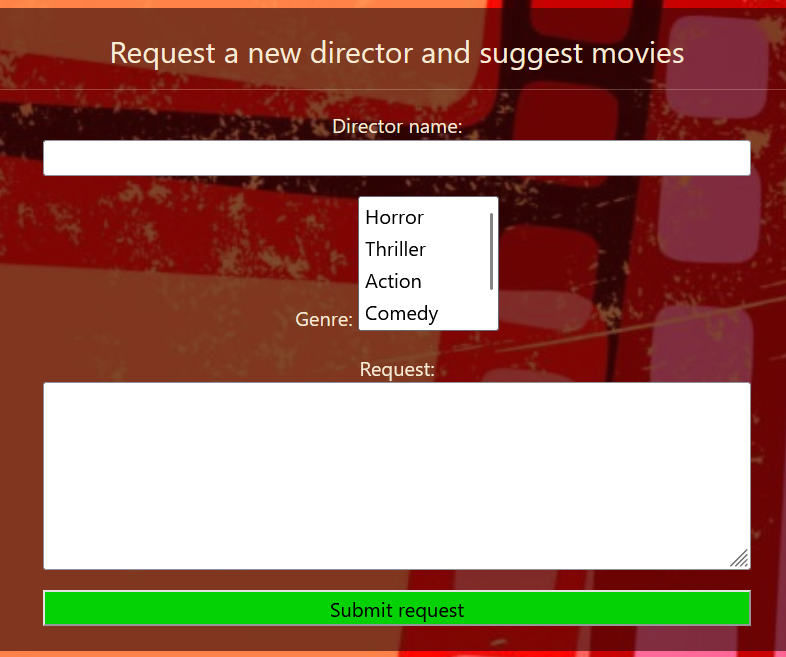 Request a new director and suggest movies
Director name:
Horror
Thriller
Action
Comedy
Genre:
Request:
Submit request